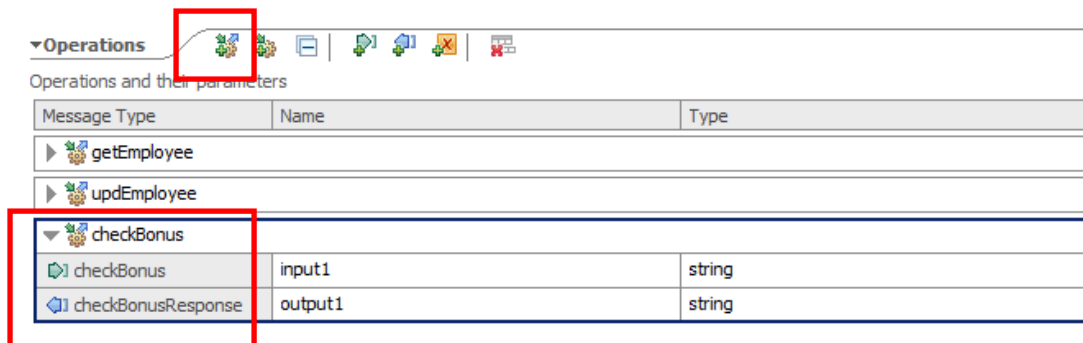 Operations
Operations and their parameters
Message Type Name Type
getEmployee
updEmployee
checkBonus
checkBonus input1 string
checkBonusResponse output1 string